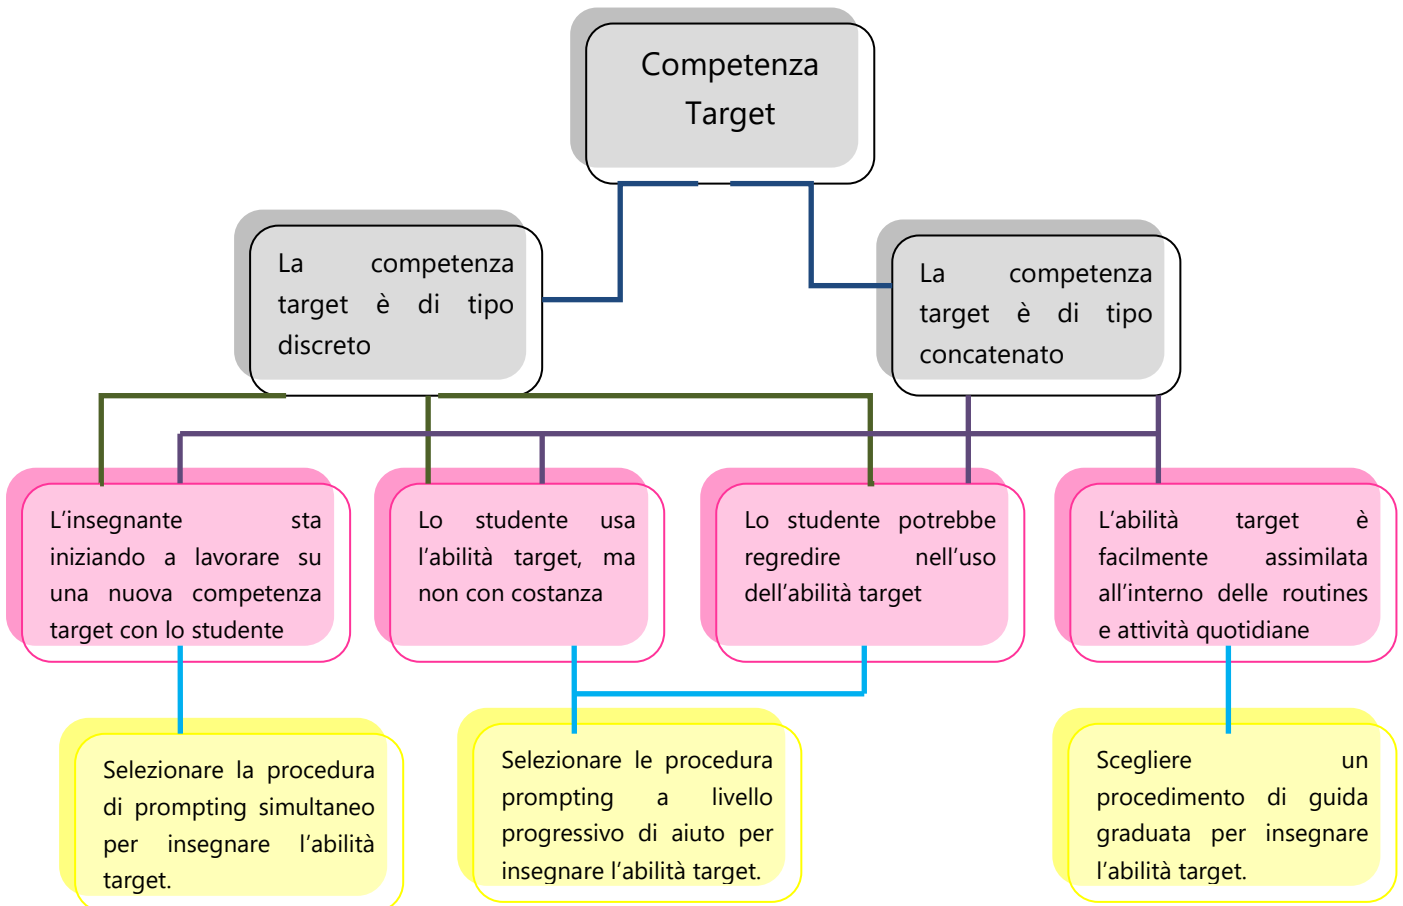 Competenza
Target
La competenza
target è di tipo
discreto
La competenza
target è di tipo
concatenato
L’insegnante sta
iniziando a lavorare su
una nuova competenza
target con lo studente
Lo studente usa
l’abilità target, ma
non con costanza
Lo studente potrebbe
regredire nell’uso
dell’abilità target
L’abilità target è
facilmente assimilata
all’interno delle routines
e attività quotidiane
Selezionare la procedura
di prompting simultaneo
per insegnare l’abilità
target.
Selezionare le procedura
prompting a livello
progressivo di aiuto per
insegnare l’abilità target.
Scegliere un
procedimento di guida
graduata per insegnare
l’abilità target.